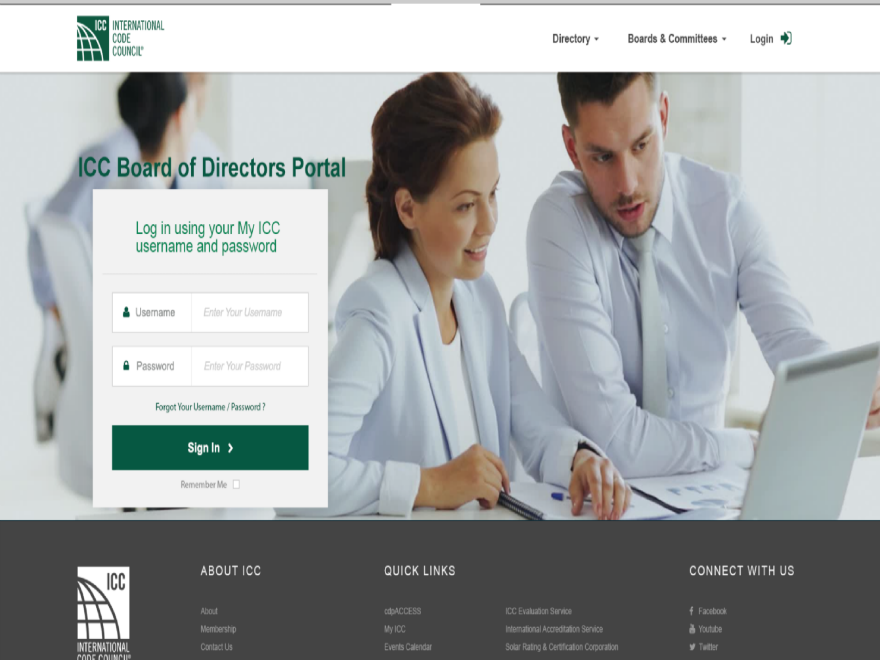 ICC INTERNATIONAL
CODE
COUNCIL®
Directory
Boards & Committees
Login
ICC Board of Directors Portal
Log in using your My ICC
username and password
Username
Enter Your Username
Password
Enter Your Password
Forgot Your Username / Password ?
Sign In
Remember Me
ICC
INTERNATIONAL
CODE COUNCIL®
ABOUT ICC
About
Membership
Contact Us
QUICK LINKS
cdpACCESS
My ICC
Events Calendar
ICC Evaluation Service
International Accreditation Service
Solar Rating & Certification Corporation
CONNECT WITH US
Facebook
Youtube
Twitter